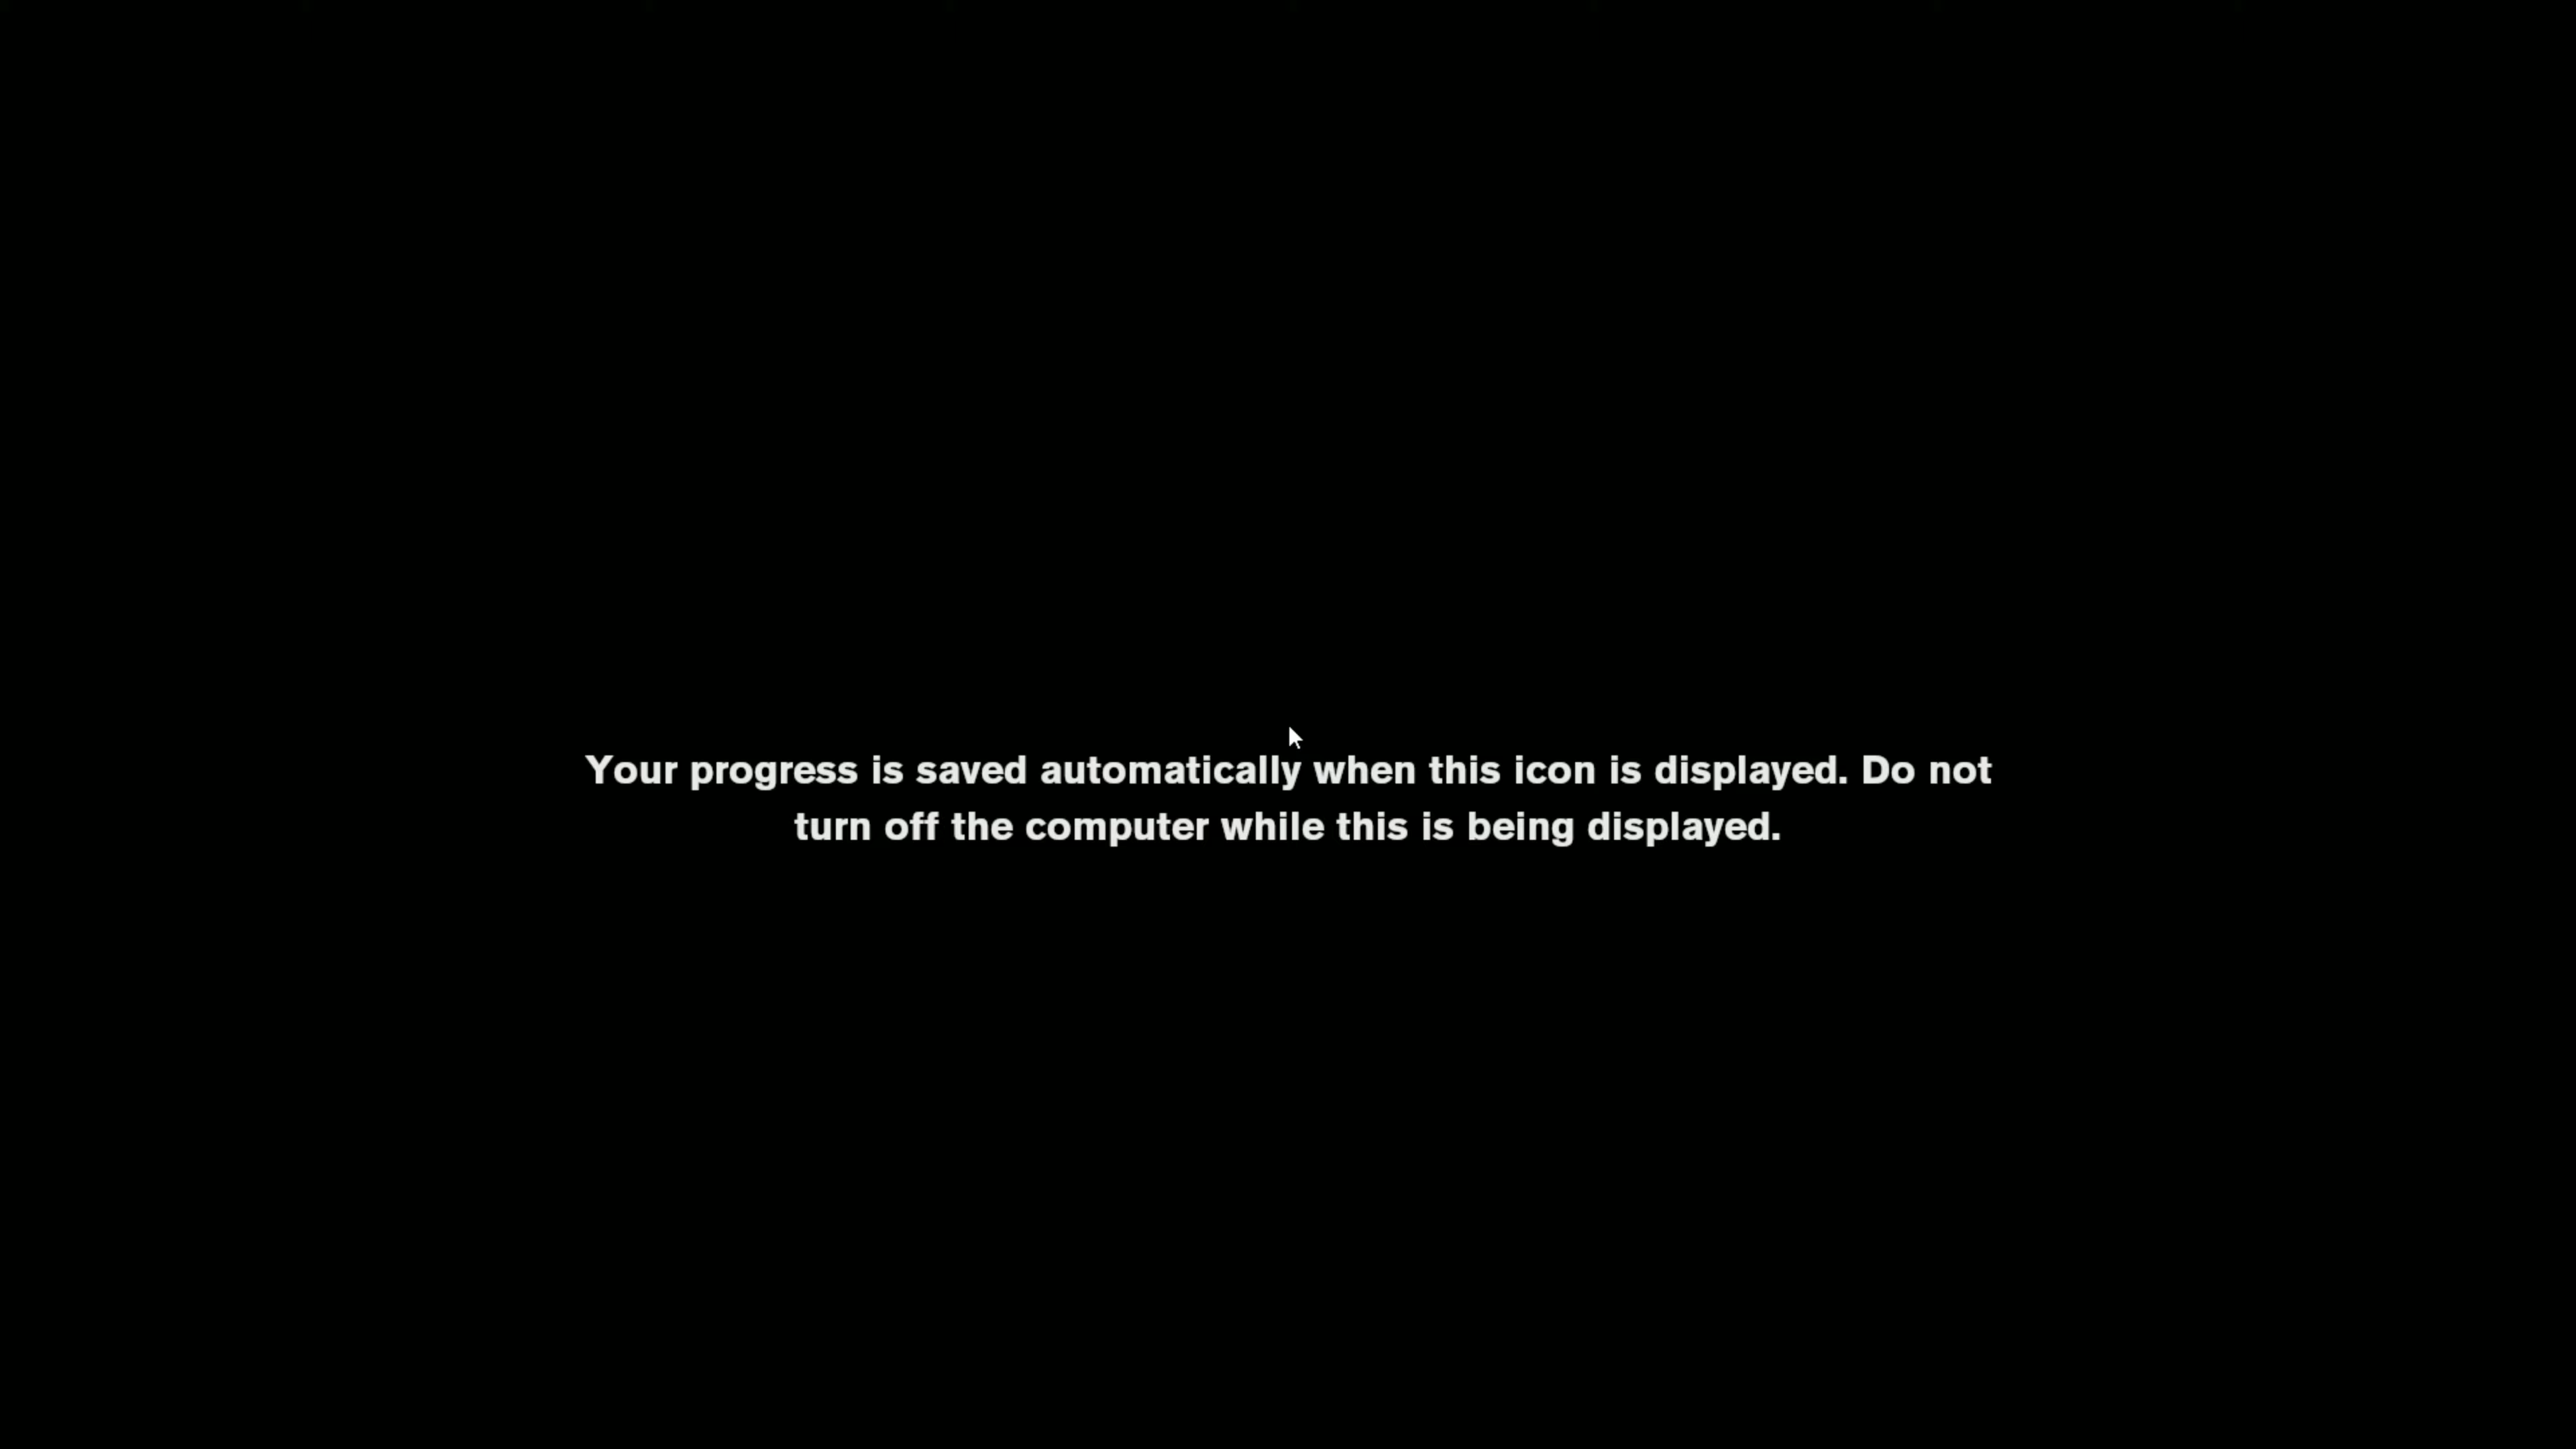 Your progress is saved automatically when this icon is displayed. Do not
turn off the computer while this is being displayed.